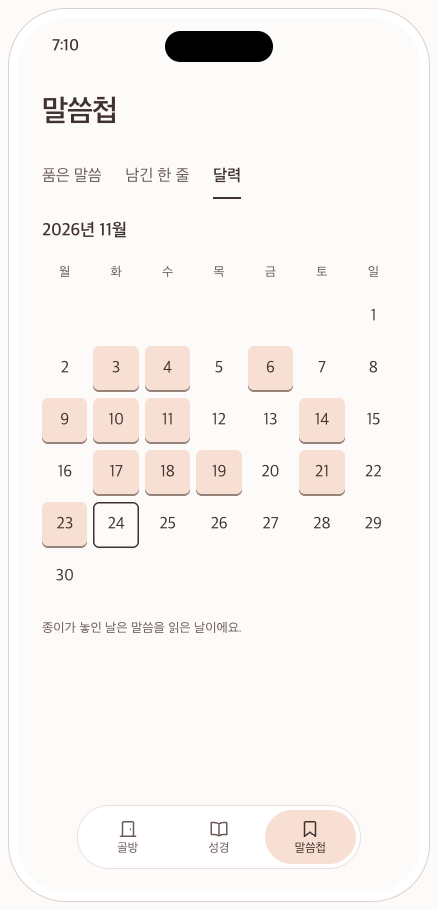 7:10
말씀첩
품은 말씀 남긴 한 줄 달력
2026년 11월
월 화 수 목 금 토 일
1
2 3 4 5 6 7 8
9 10 11 12 13 14 15
16 17 18 19 20 21 22
23 24 25 26 27 28 29
30
종이가 놓인 날은 말씀을 읽은 날이에요.
골방 성경 말씀첩